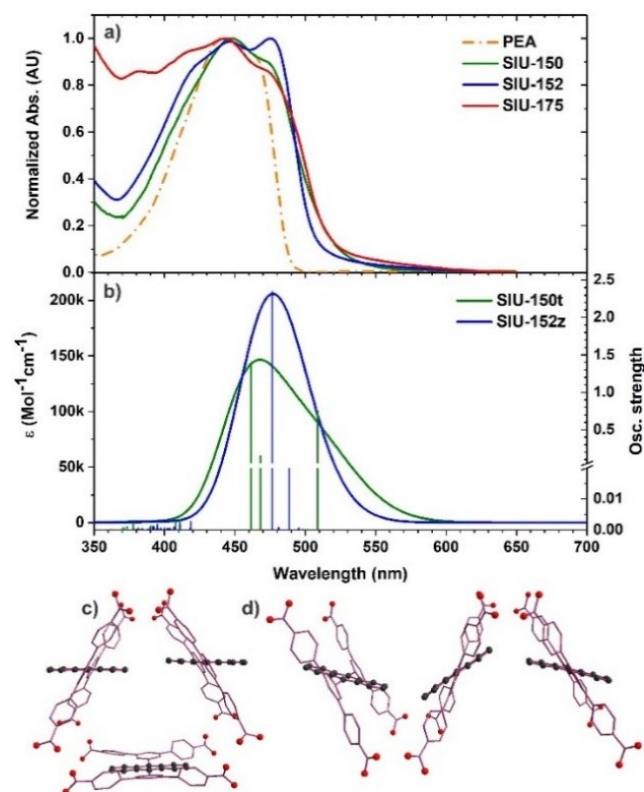 a)
PEA
SIU-150
SIU-152
SIU-175
Normalized Abs. (AU)
1.0
0.8
0.6
0.4
0.2
0.0
b)
SIU-150t
SIU-152z
ε (Mol⁻¹cm⁻¹)
200k
150k
100k
50k
0
2.5
2.0
1.5
1.0
0.5
0.01
0.00
Osc. strength
350 400 450 500 550 600 650 700
Wavelength (nm)
c)
d)